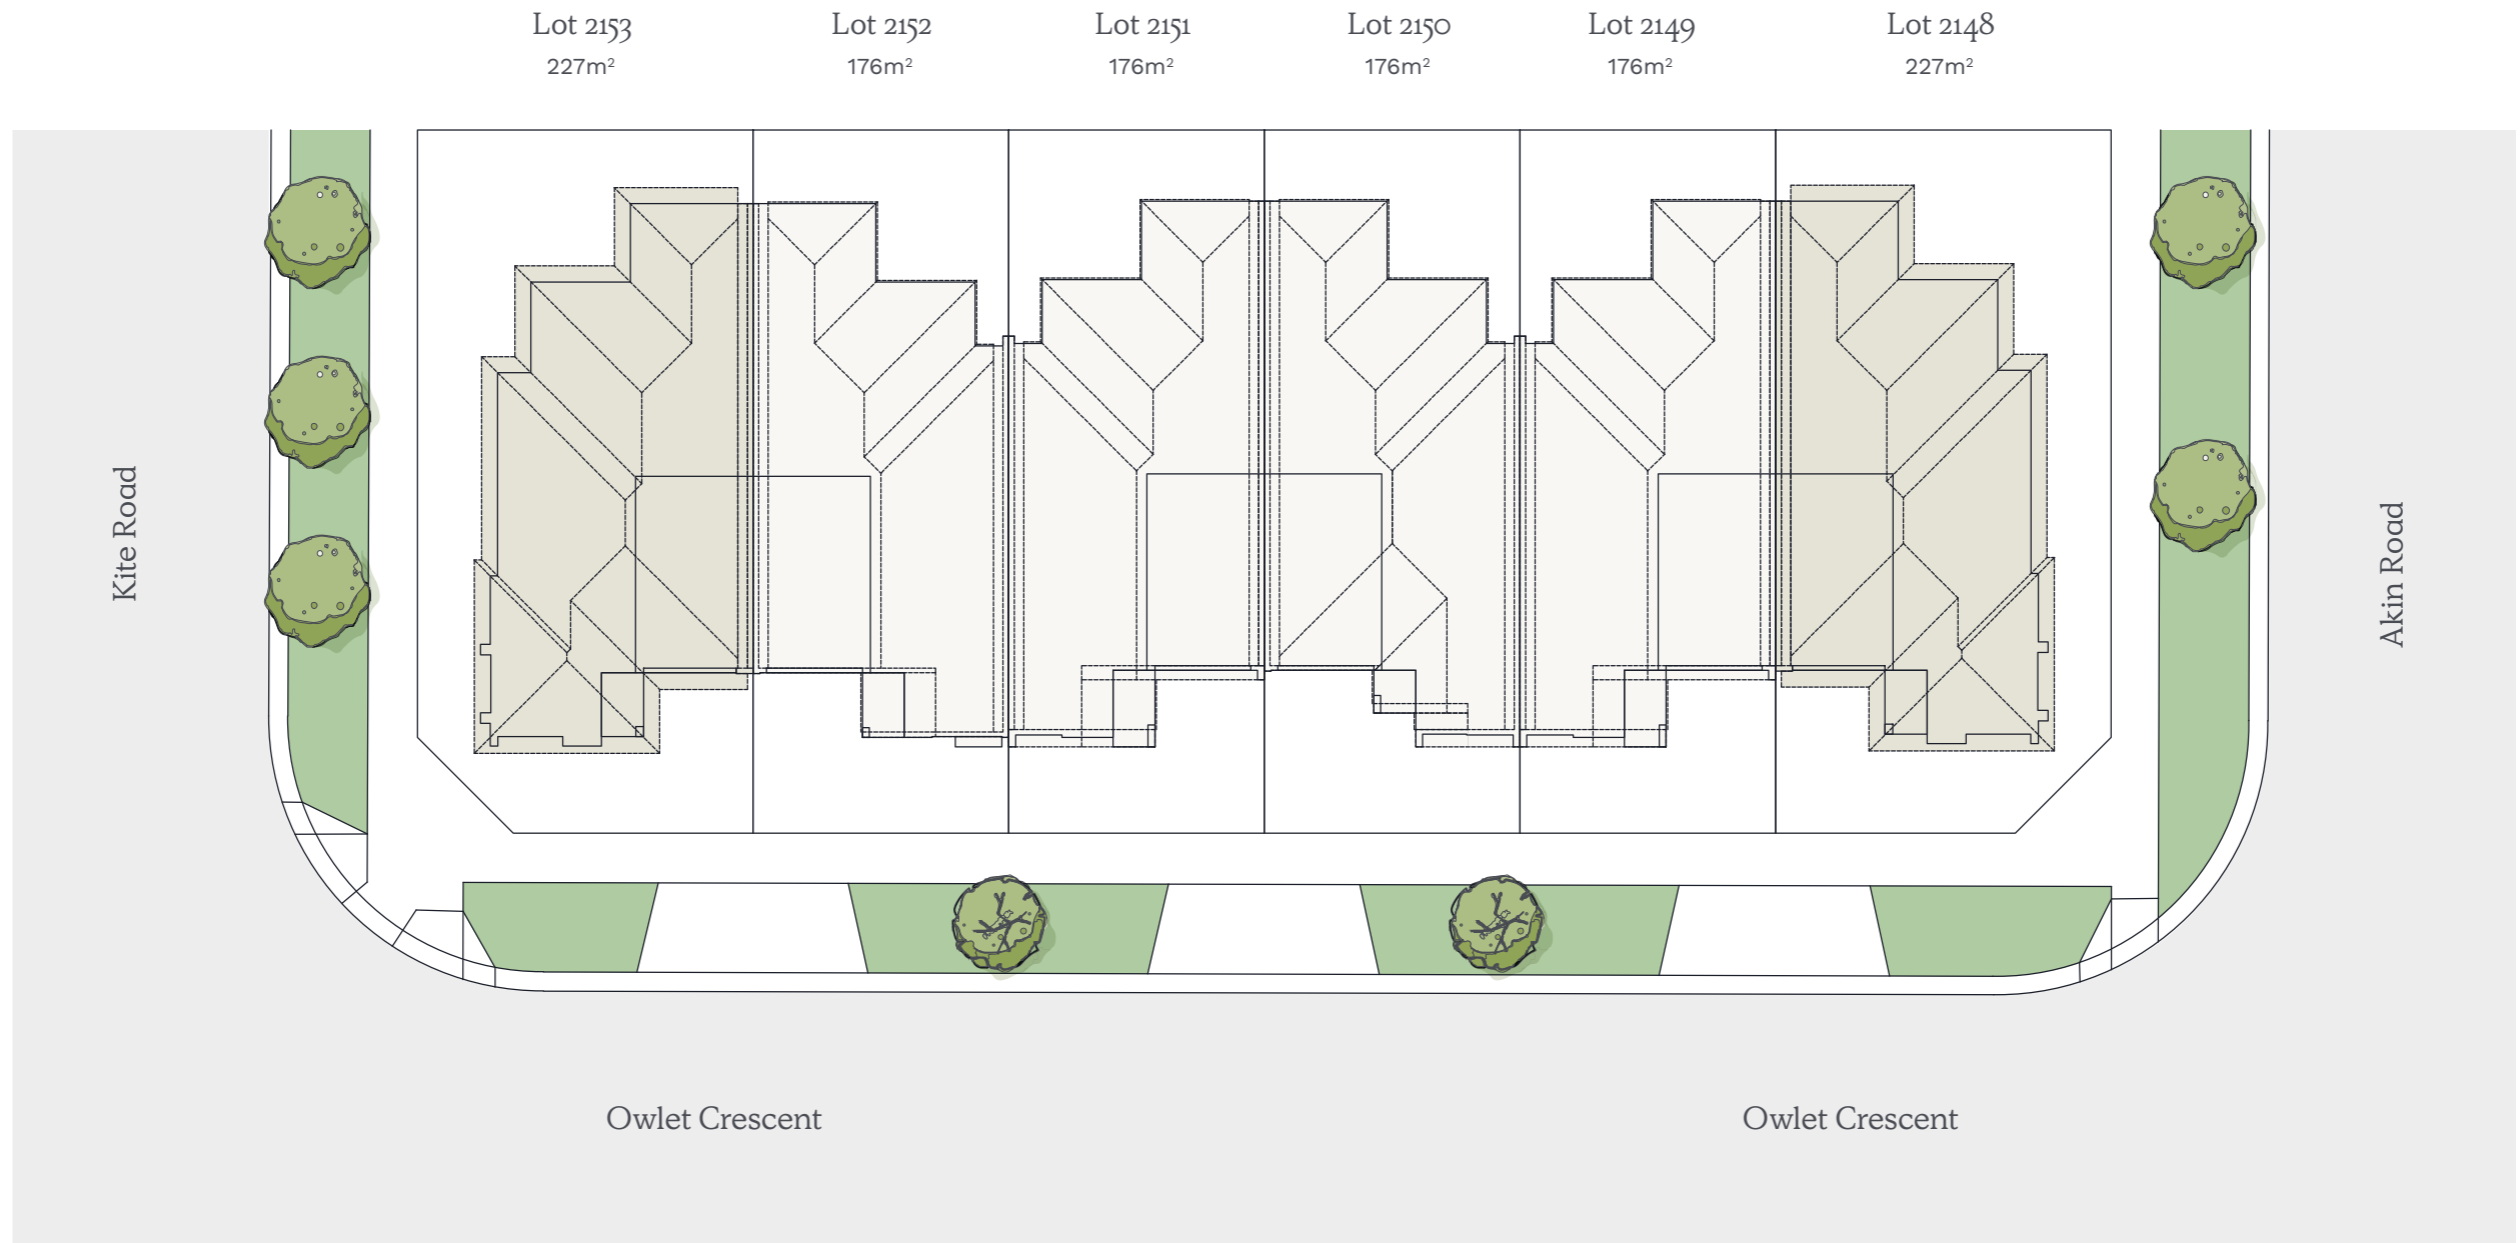 Lot 2153
227m²
Lot 2152
176m²
Lot 2151
176m²
Lot 2150
176m²
Lot 2149
176m²
Lot 2148
227m²
Kite Road
Akin Road
Owlet Crescent
Owlet Crescent